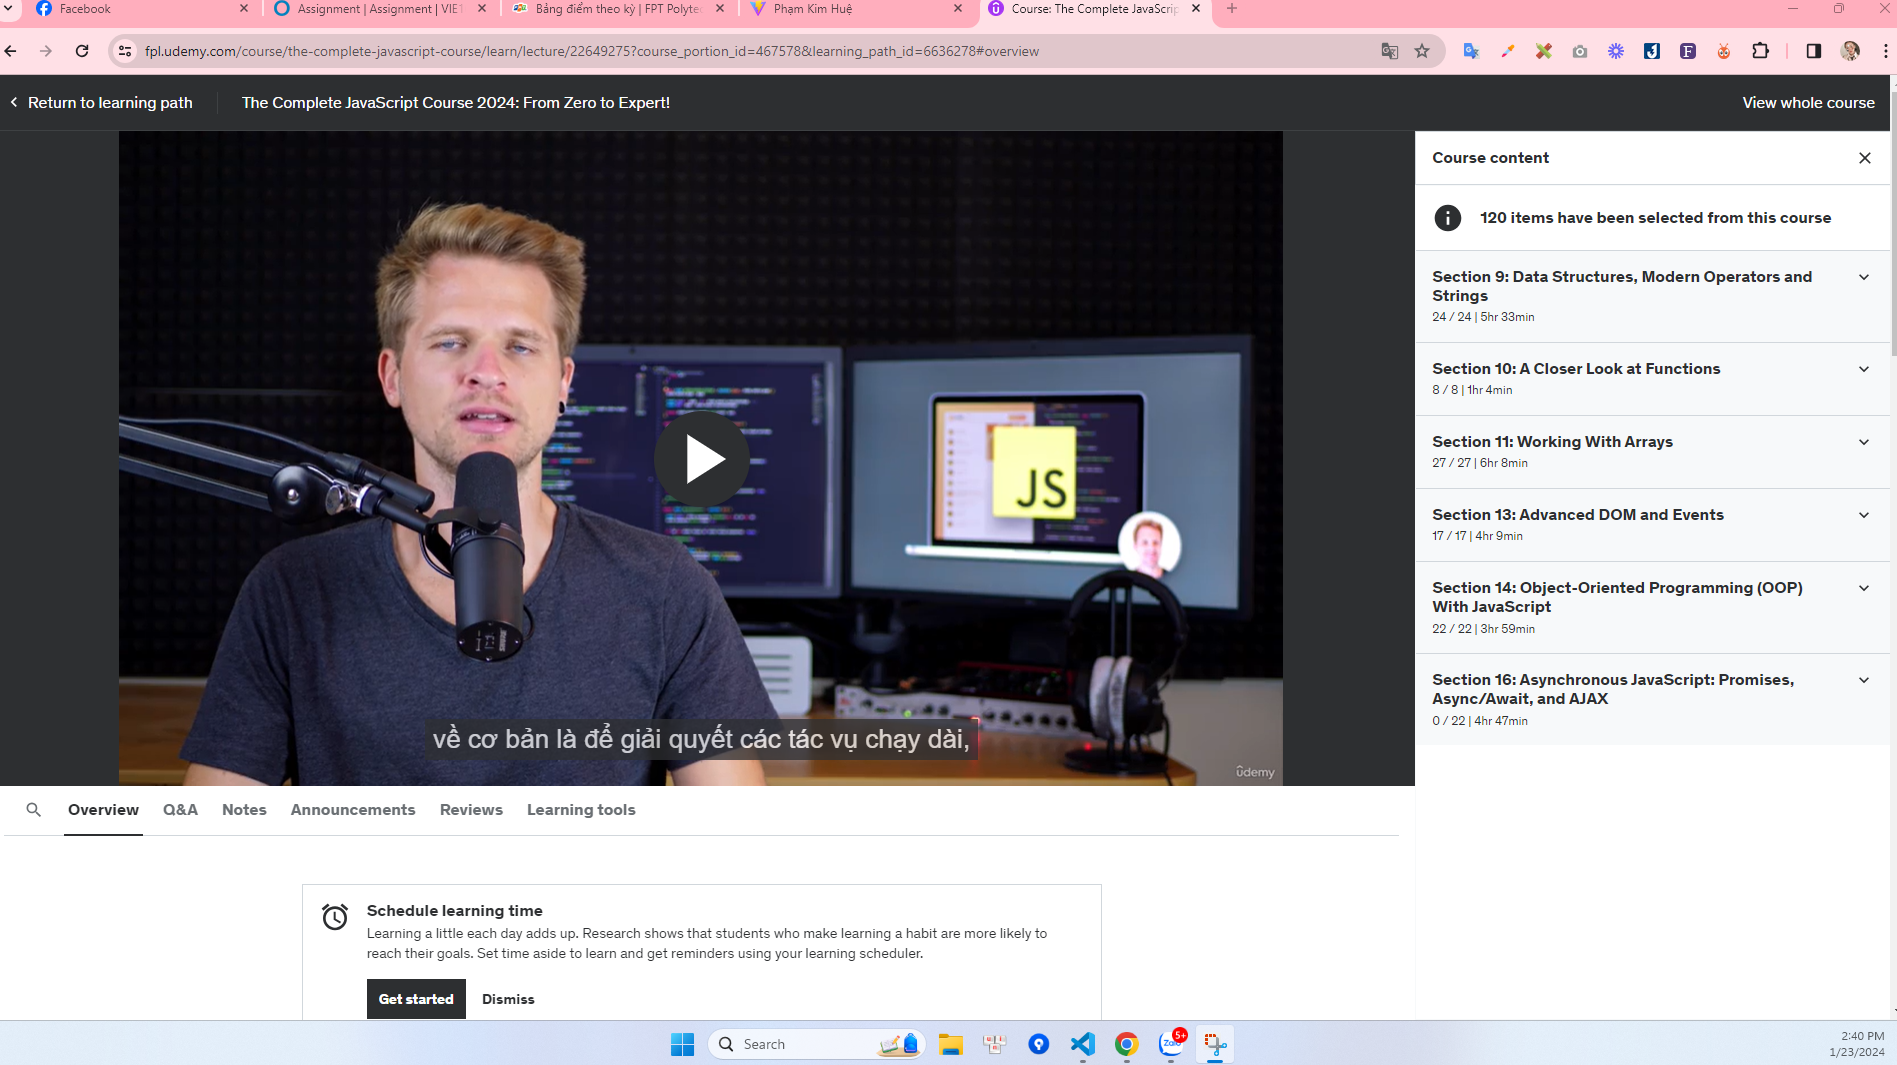 Facebook
Assignment | Assignment | VIE1
Bảng điểm theo kỳ | FPT Polytec
Phạm Kim Huệ
Course: The Complete JavaScrip
fpl.udemy.com/course/the-complete-javascript-course/learn/lecture/22649275?course_portion_id=467578&learning_path_id=6636278#overview
Return to learning path
The Complete JavaScript Course 2024: From Zero to Expert!
View whole course
JS
về cơ bản là để giải quyết các tác vụ chạy dài,
udemy
Course content
120 items have been selected from this course
Section 9: Data Structures, Modern Operators and
Strings
24 / 24 | 5hr 33min
Section 10: A Closer Look at Functions
8 / 8 | 1hr 4min
Section 11: Working With Arrays
27 / 27 | 6hr 8min
Section 13: Advanced DOM and Events
17 / 17 | 4hr 9min
Section 14: Object-Oriented Programming (OOP)
With JavaScript
22 / 22 | 3hr 59min
Section 16: Asynchronous JavaScript: Promises,
Async/Await, and AJAX
0 / 22 | 4hr 47min
Overview
Q&A
Notes
Announcements
Reviews
Learning tools
Schedule learning time
Learning a little each day adds up. Research shows that students who make learning a habit are more likely to
reach their goals. Set time aside to learn and get reminders using your learning scheduler.
Get started
Dismiss
Search
Zalo
5+
2:40 PM
1/23/2024